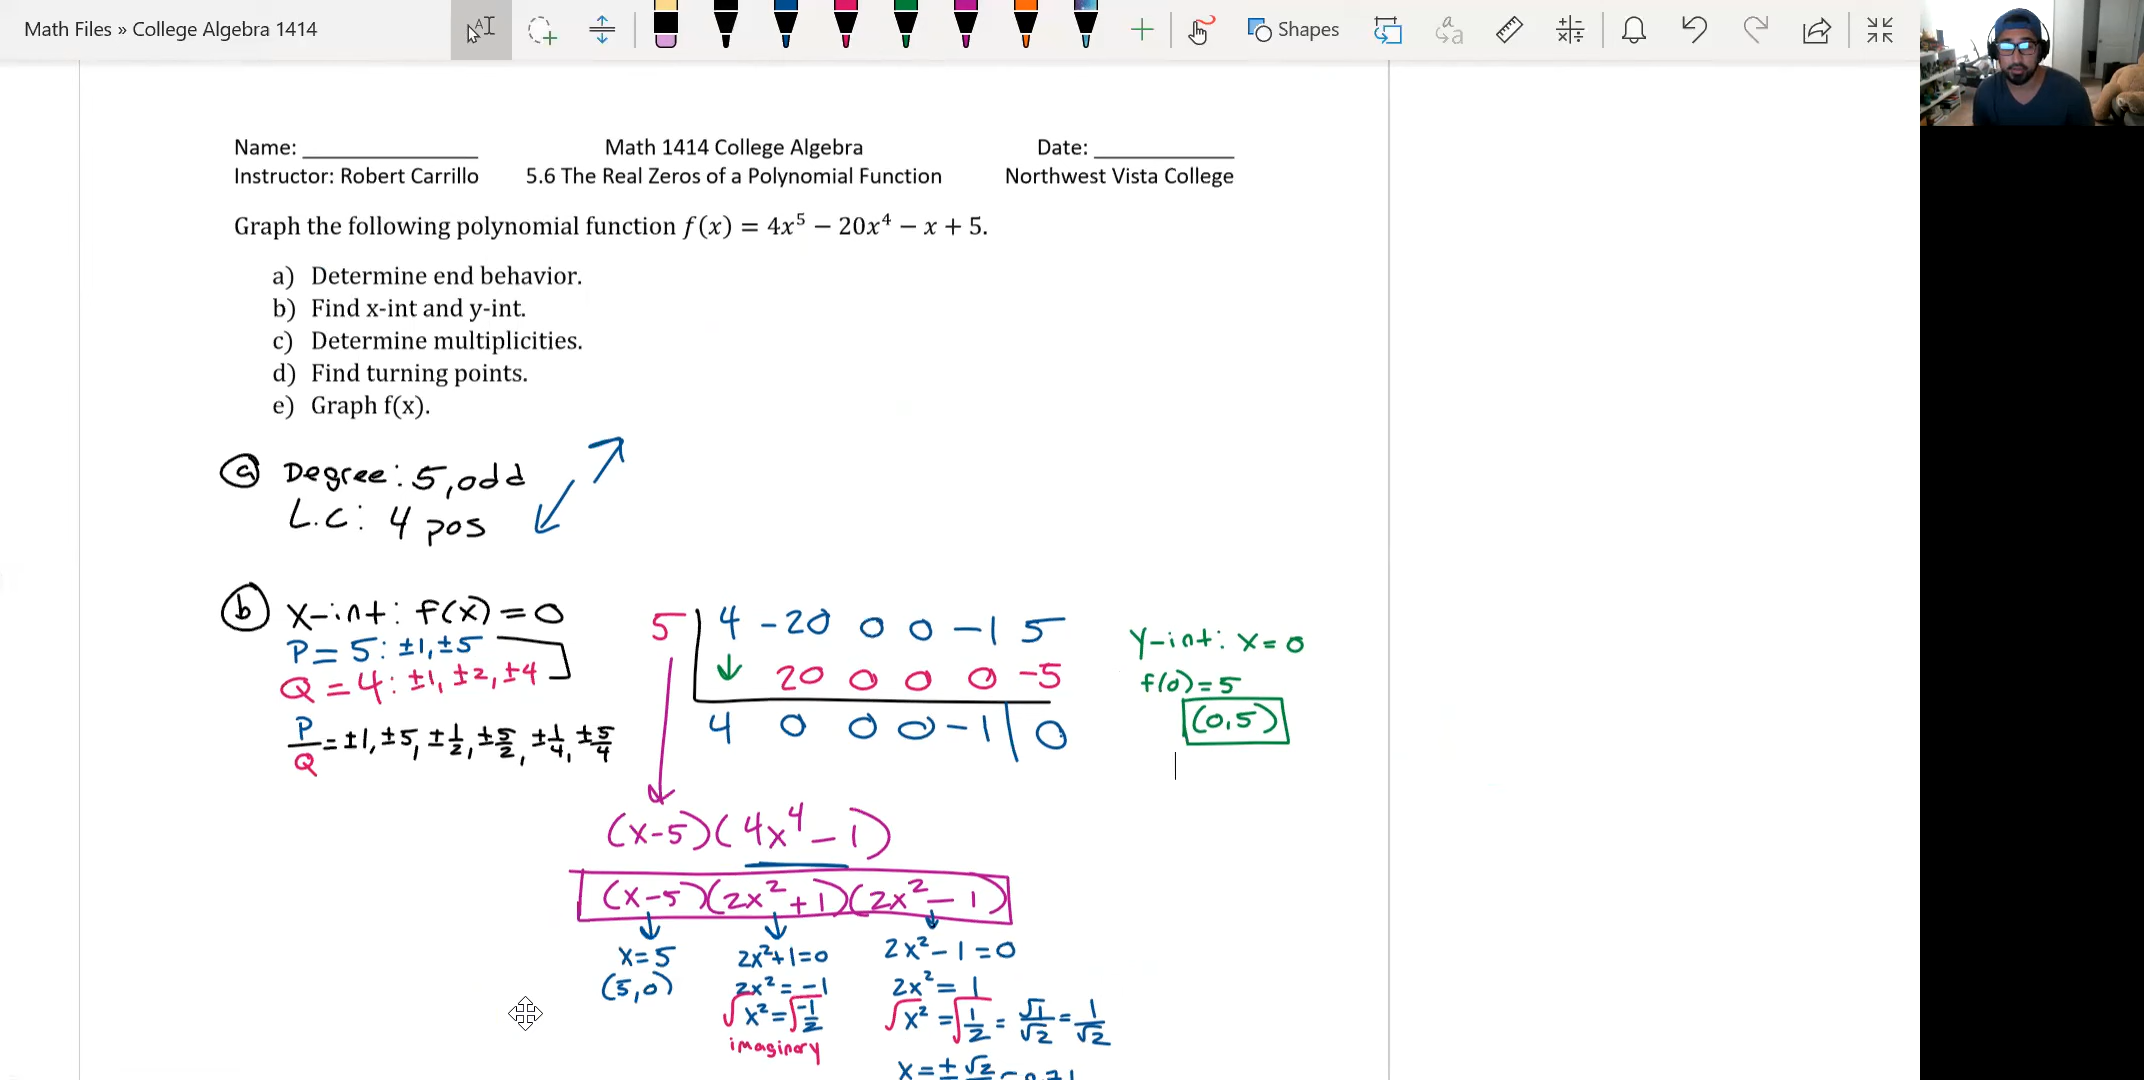 Math Files » College Algebra 1414
Shapes
Name: ________________ Math 1414 College Algebra Date: _____________
Instructor: Robert Carrillo 5.6 The Real Zeros of a Polynomial Function Northwest Vista College
Graph the following polynomial function f(x) = 4x⁵ − 20x⁴ − x + 5.
a) Determine end behavior.
b) Find x-int and y-int.
c) Determine multiplicities.
d) Find turning points.
e) Graph f(x).
ⓐ Degree: 5, odd
L.C: 4 pos
ⓑ x-int: f(x) = 0
P = 5: ±1, ±5
Q = 4: ±1, ±2, ±4
P/Q = ±1, ±5, ±1/2, ±5/2, ±1/4, ±5/4
5 | 4 -20 0 0 -1 5
↓ 20 0 0 0 -5
4 0 0 0 -1 | 0
Y-int: x = 0
f(0) = 5
(0,5)
(x-5)(4x⁴-1)
(x-5)(2x²+1)(2x²-1)
x=5
(5,0)
2x²+1=0
2x²=-1
√x²=√-1/2
imaginary
2x²-1=0
2x²=1
√x²=√1/2=√1/√2=1/√2